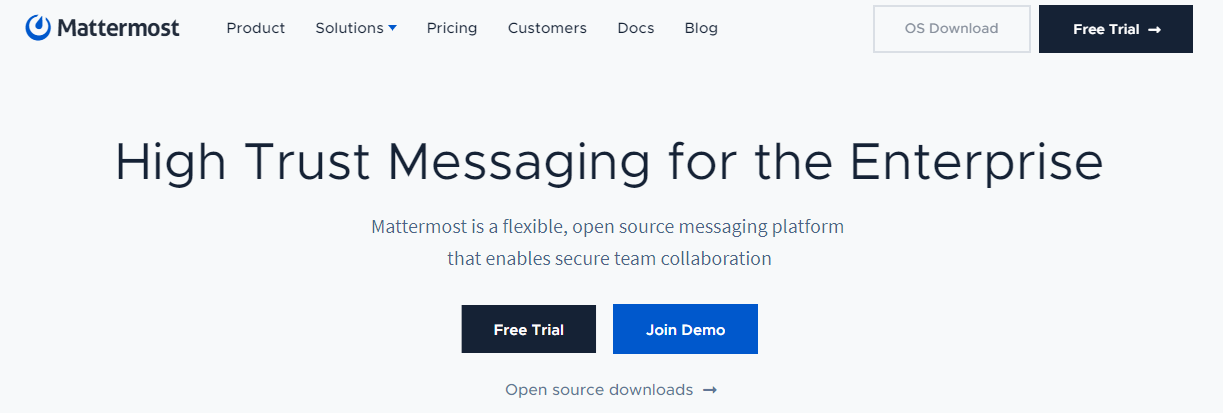 Mattermost Product Solutions Pricing Customers Docs Blog OS Download Free Trial →
High Trust Messaging for the Enterprise
Mattermost is a flexible, open source messaging platform
that enables secure team collaboration
Free Trial Join Demo
Open source downloads →